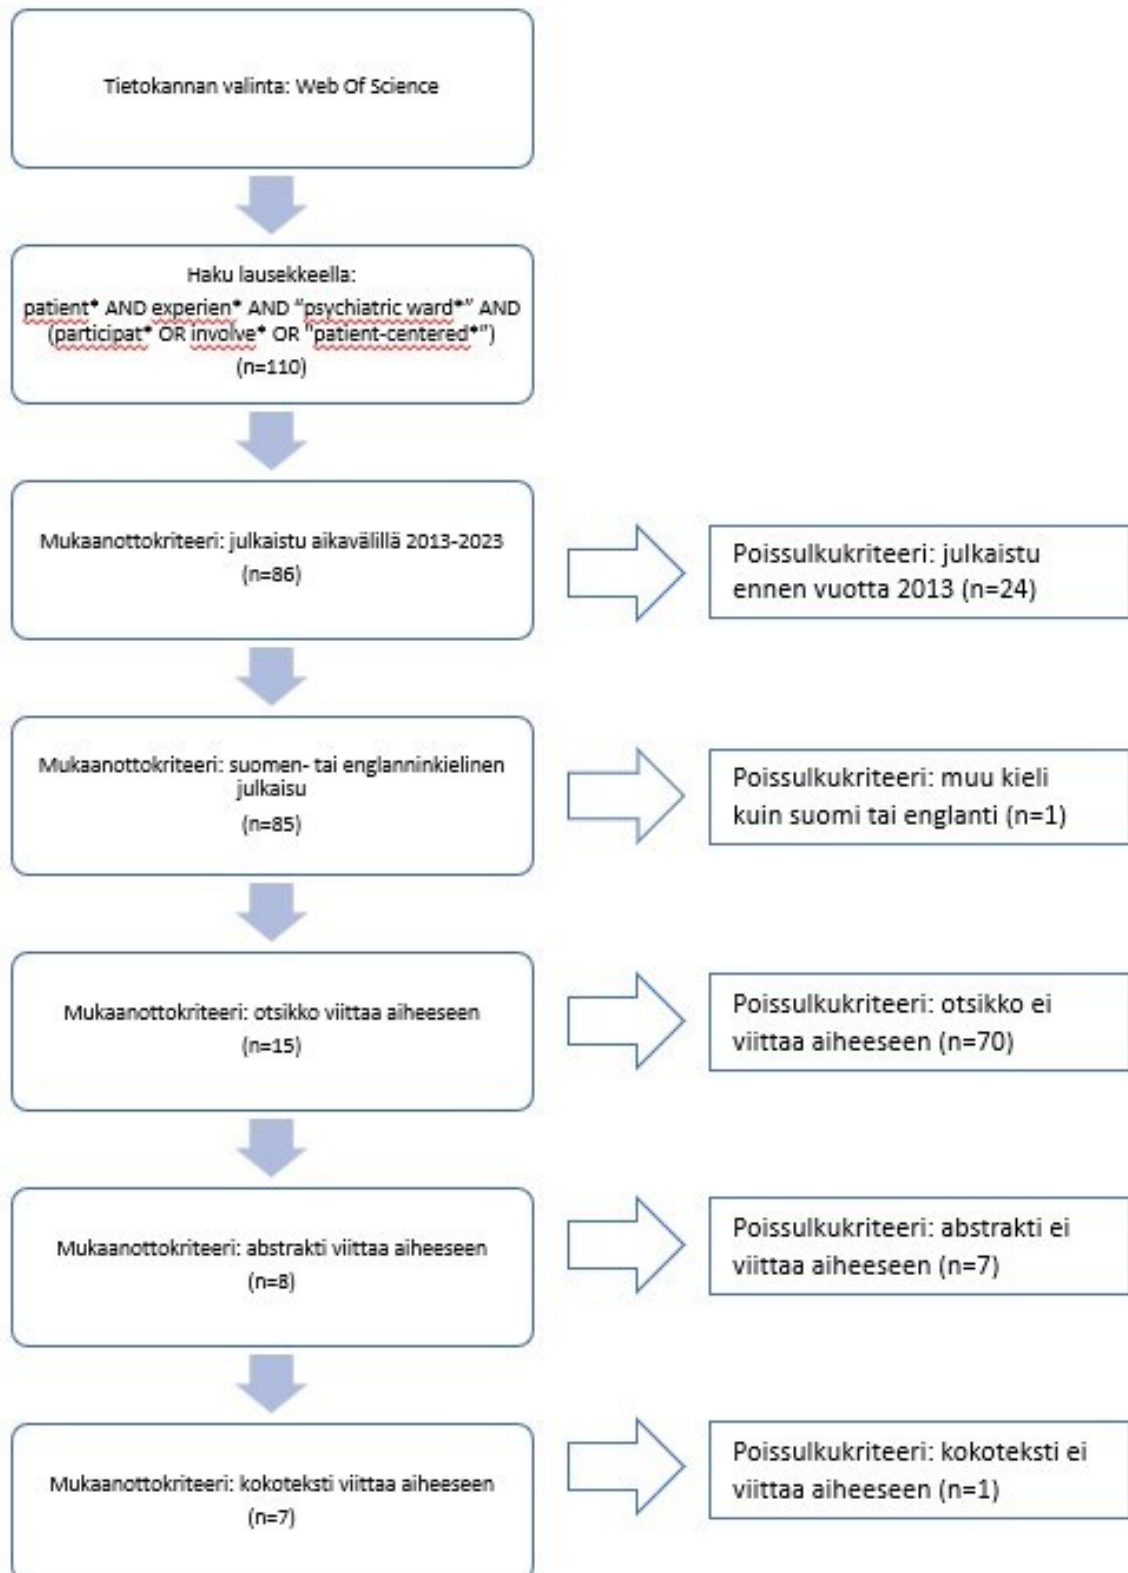 Tietokannan valinta: Web Of Science
Haku lausekkeella:
patient* AND experien* AND “psychiatric ward*” AND
(participat* OR involve* OR "patient-centered*")
(n=110)
Mukaanottokriteeri: julkaistu aikavälillä 2013-2023
(n=86)
Poissulkukriteeri: julkaistu
ennen vuotta 2013 (n=24)
Mukaanottokriteeri: suomen- tai englanninkielinen
julkaisu
(n=85)
Poissulkukriteeri: muu kieli
kuin suomi tai englanti (n=1)
Mukaanottokriteeri: otsikko viittaa aiheeseen
(n=15)
Poissulkukriteeri: otsikko ei
viittaa aiheeseen (n=70)
Mukaanottokriteeri: abstrakti viittaa aiheeseen
(n=8)
Poissulkukriteeri: abstrakti ei
viittaa aiheeseen (n=7)
Mukaanottokriteeri: kokoteksti viittaa aiheeseen
(n=7)
Poissulkukriteeri: kokoteksti ei
viittaa aiheeseen (n=1)